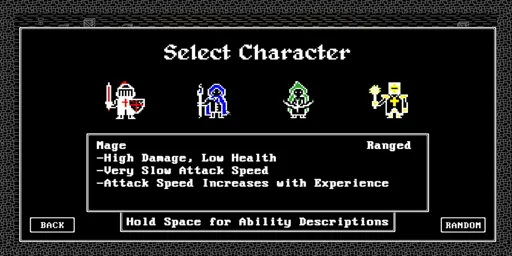 Select Character
Mage Ranged
-High Damage, Low Health
-Very Slow Attack Speed
-Attack Speed Increases with Experience
BACK
Hold Space for Ability Descriptions
RANDOM